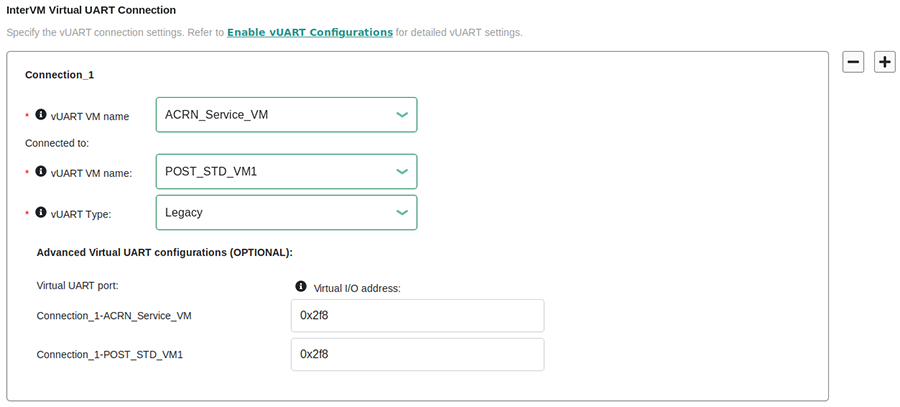 InterVM Virtual UART Connection
Specify the vUART connection settings. Refer to Enable vUART Configurations for detailed vUART settings.
Connection_1
* vUART VM name
ACRN_Service_VM
Connected to:
* vUART VM name:
POST_STD_VM1
* vUART Type:
Legacy
Advanced Virtual UART configurations (OPTIONAL):
Virtual UART port:
Virtual I/O address:
Connection_1-ACRN_Service_VM
0x2f8
Connection_1-POST_STD_VM1
0x2f8